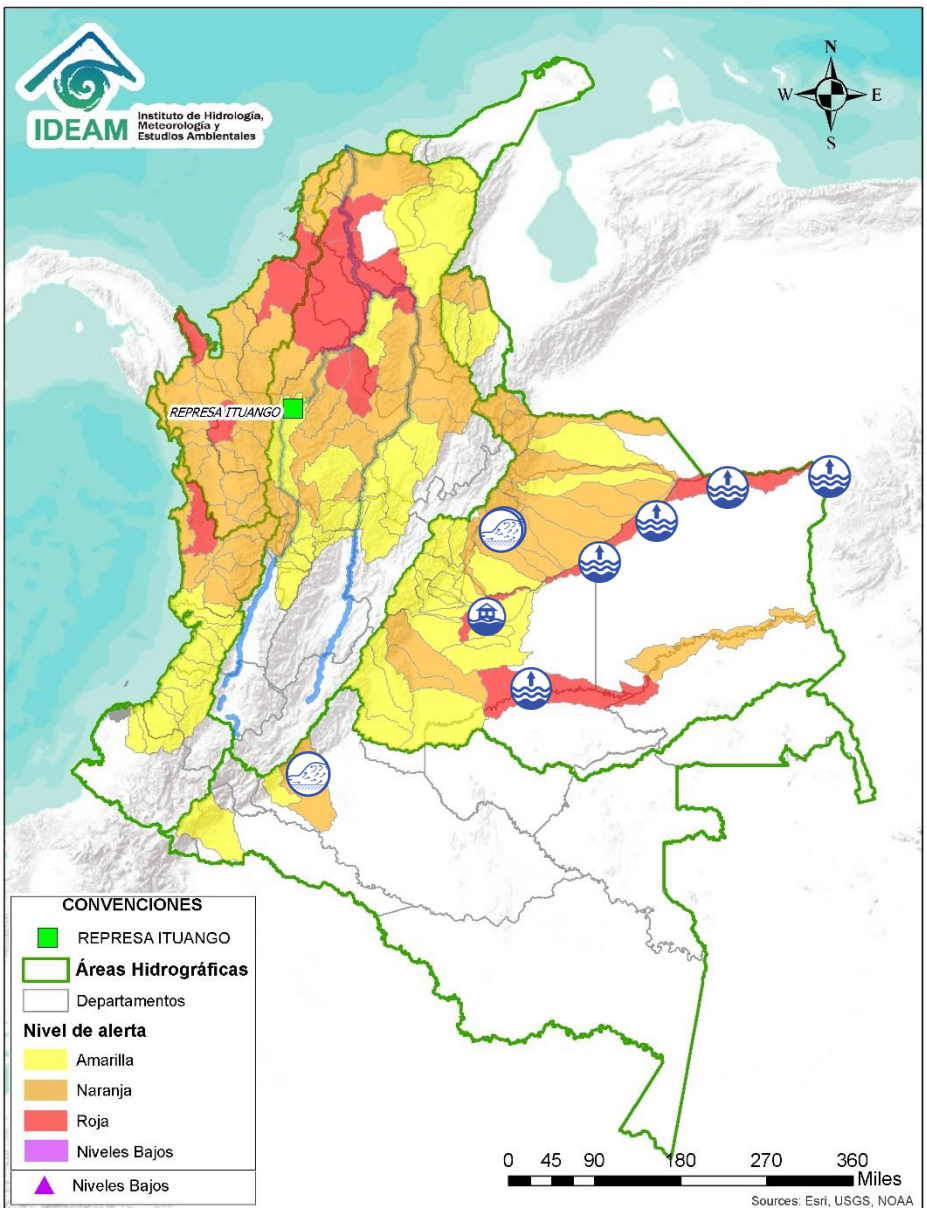 IDEAM
Instituto de Hidrología,
Meteorología y
Estudios Ambientales
N
W E
S
REPRESA ITUANGO
CONVENCIONES
REPRESA ITUANGO
Áreas Hidrográficas
Departamentos
Nivel de alerta
Amarilla
Naranja
Roja
Niveles Bajos
Niveles Bajos
0 45 90 180 270 360
Miles
Sources: Esri, USGS, NOAA